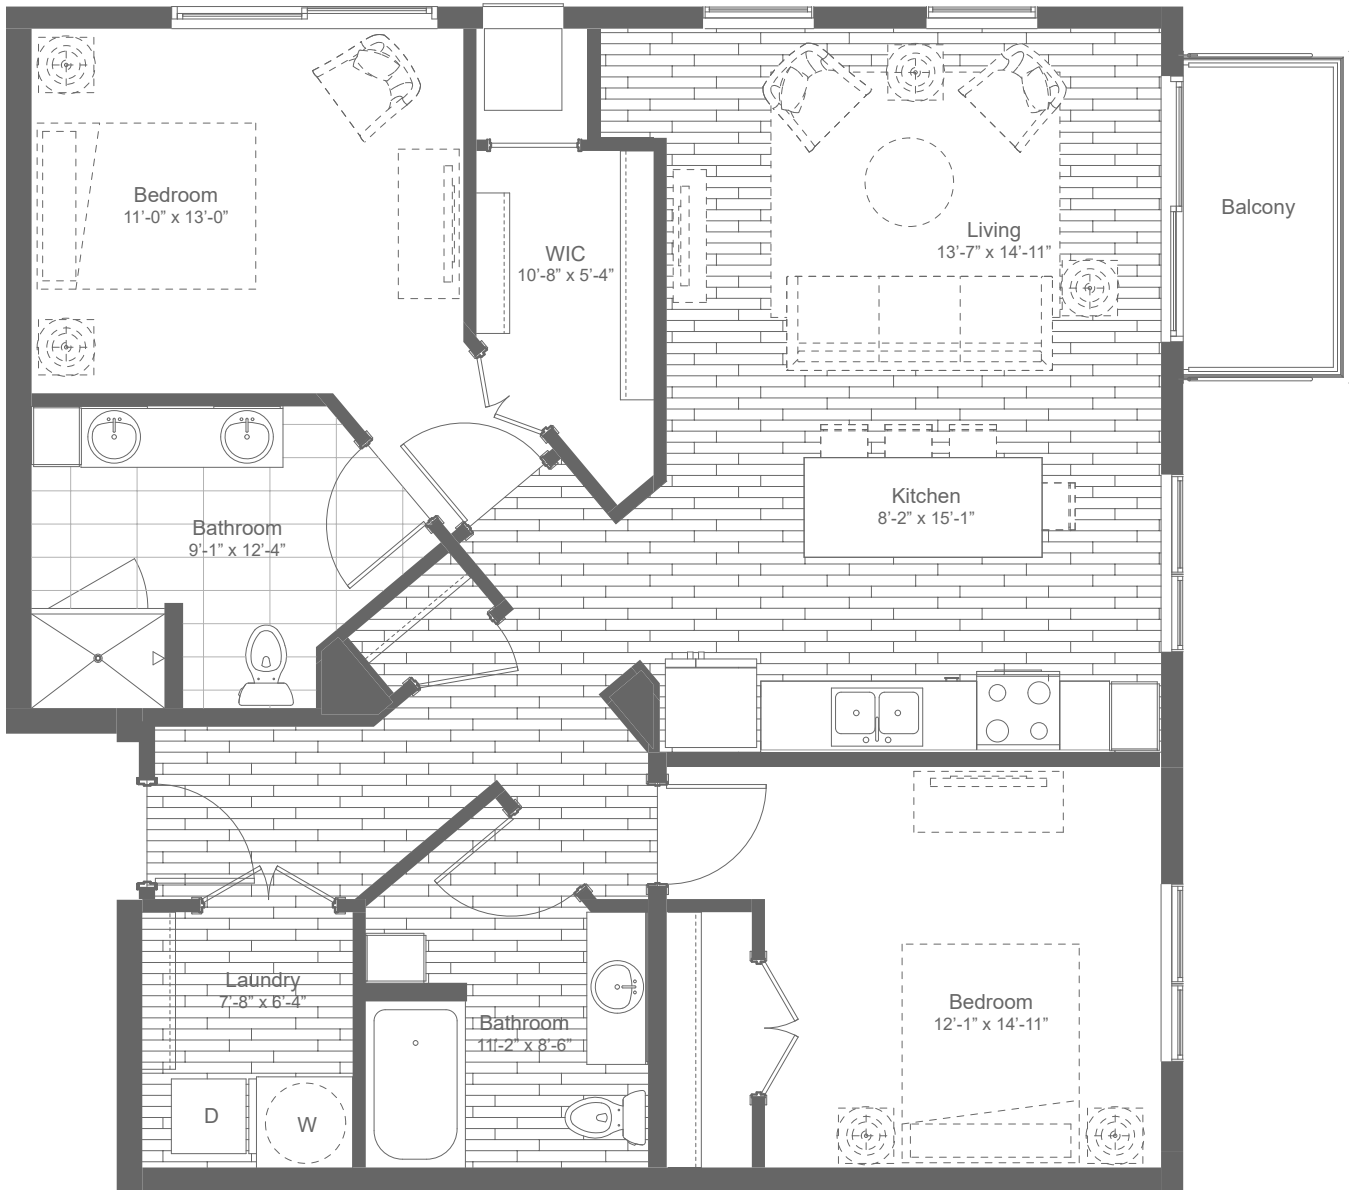 Bedroom
11’-0” x 13’-0”
WIC
10’-8” x 5’-4”
Living
13’-7” x 14’-11”
Balcony
Kitchen
8’-2” x 15’-1”
Bathroom
9’-1” x 12’-4”
Laundry
7’-8” x 6’-4”
Bathroom
11’-2” x 8’-6”
Bedroom
12’-1” x 14’-11”
D
W